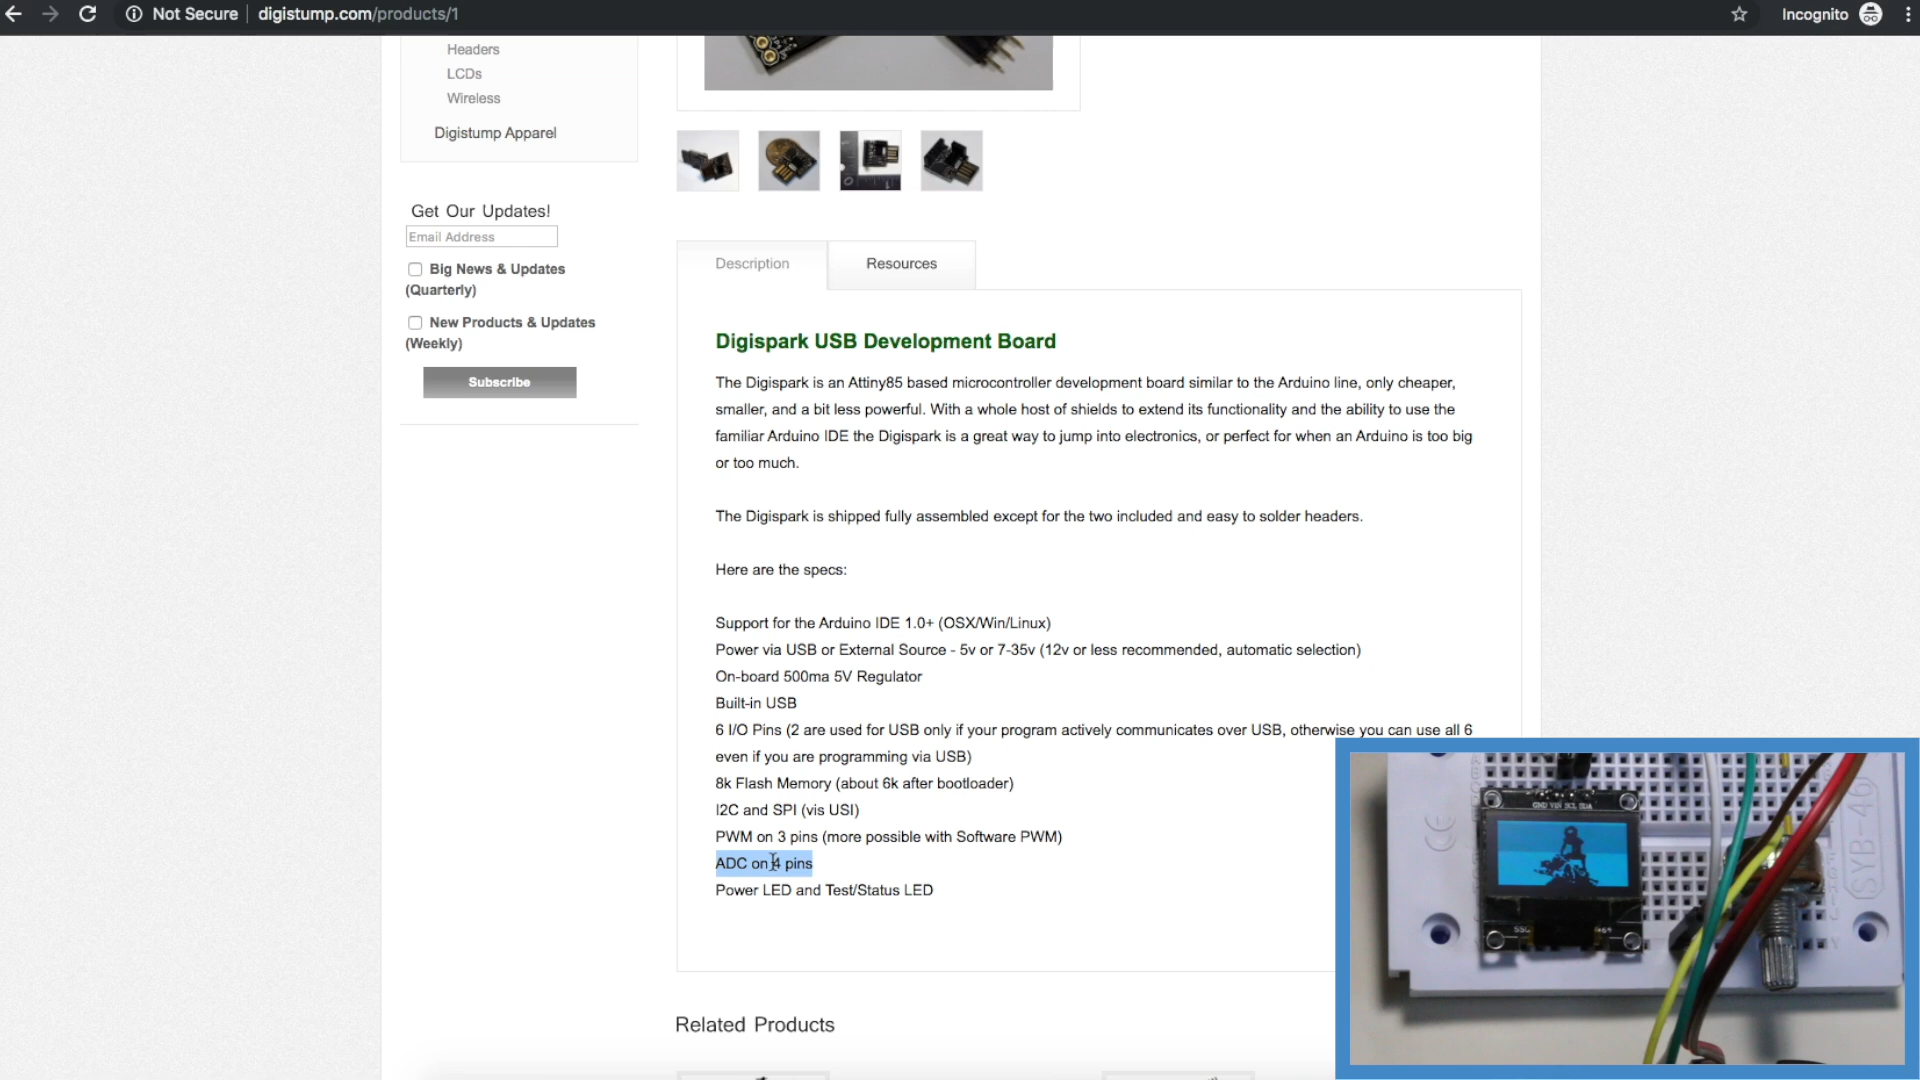 Not Secure
digistump.com/products/1
Incognito
Headers
LCDs
Wireless
Digistump Apparel
Get Our Updates!
Email Address
Big News & Updates
(Quarterly)
New Products & Updates
(Weekly)
Subscribe
Description
Resources
Digispark USB Development Board
The Digispark is an Attiny85 based microcontroller development board similar to the Arduino line, only cheaper,
smaller, and a bit less powerful. With a whole host of shields to extend its functionality and the ability to use the
familiar Arduino IDE the Digispark is a great way to jump into electronics, or perfect for when an Arduino is too big
or too much.
The Digispark is shipped fully assembled except for the two included and easy to solder headers.
Here are the specs:
Support for the Arduino IDE 1.0+ (OSX/Win/Linux)
Power via USB or External Source - 5v or 7-35v (12v or less recommended, automatic selection)
On-board 500ma 5V Regulator
Built-in USB
6 I/O Pins (2 are used for USB only if your program actively communicates over USB, otherwise you can use all 6
even if you are programming via USB)
8k Flash Memory (about 6k after bootloader)
I2C and SPI (vis USI)
PWM on 3 pins (more possible with Software PWM)
ADC on 4 pins
Power LED and Test/Status LED
Related Products
GND VIN SCL SDA
CE
SYB-46